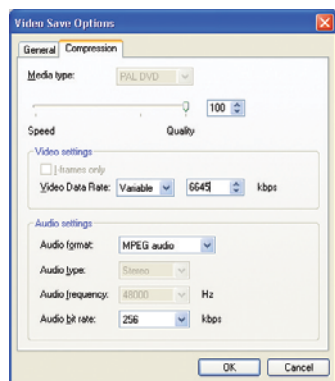 Video Save Options
General Compression
Media type: PAL DVD
100
Speed Quality
Video settings
I-frames only
Video Data Rate: Variable 6645 kbps
Audio settings
Audio format: MPEG audio
Audio type: Stereo
Audio frequency: 48000 Hz
Audio bit rate: 256 kbps
OK Cancel